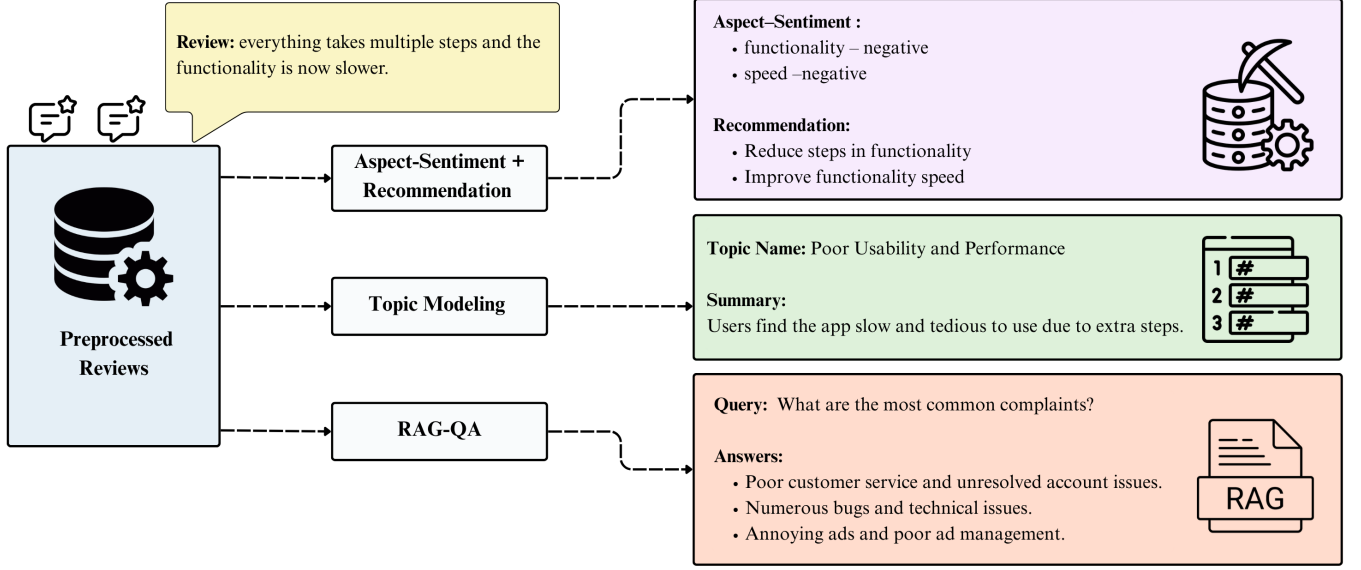 Review: everything takes multiple steps and the
functionality is now slower.
Preprocessed
Reviews
Aspect-Sentiment +
Recommendation
Topic Modeling
RAG-QA
Aspect–Sentiment :
• functionality – negative
• speed –negative
Recommendation:
• Reduce steps in functionality
• Improve functionality speed
Topic Name: Poor Usability and Performance
Summary:
Users find the app slow and tedious to use due to extra steps.
1 #
2 #
3 #
Query: What are the most common complaints?
Answers:
• Poor customer service and unresolved account issues.
• Numerous bugs and technical issues.
• Annoying ads and poor ad management.
RAG